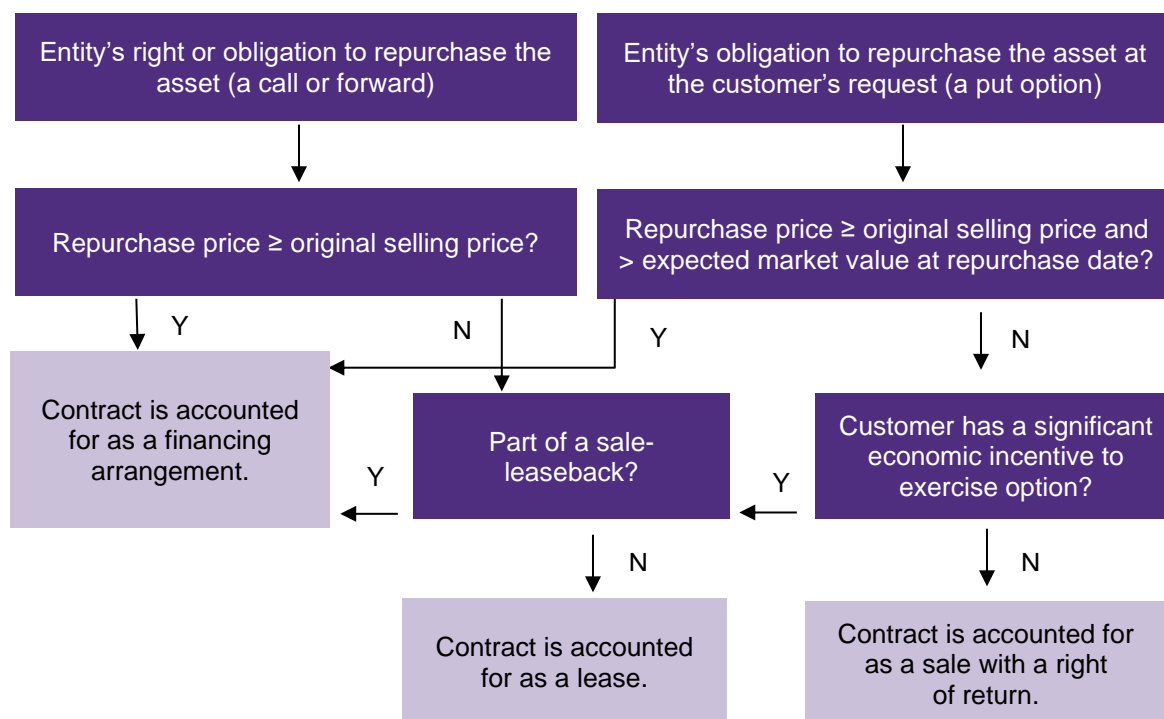 Entity’s right or obligation to repurchase the
asset (a call or forward)
Entity’s obligation to repurchase the asset at
the customer’s request (a put option)
Repurchase price ≥ original selling price?
Repurchase price ≥ original selling price and
> expected market value at repurchase date?
Y
N
Y
N
Contract is accounted
for as a financing
arrangement.
Y
Part of a sale-
leaseback?
Y
Customer has a significant
economic incentive to
exercise option?
N
N
Contract is accounted
for as a lease.
Contract is accounted for
as a sale with a right
of return.